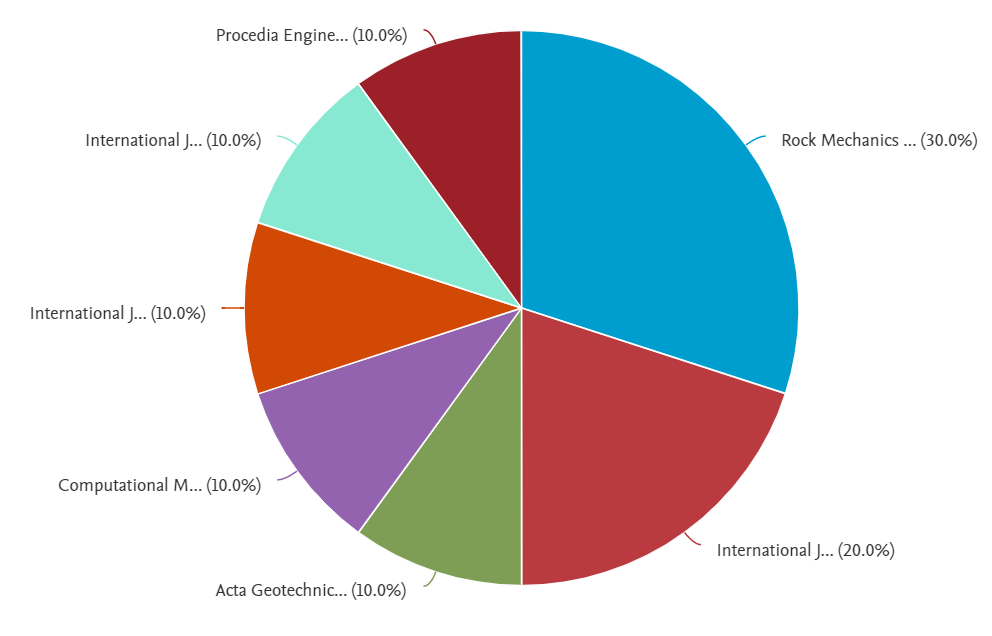 Procedia Engine... (10.0%)
International J... (10.0%)
Rock Mechanics ... (30.0%)
International J... (10.0%)
Computational M... (10.0%)
International J... (20.0%)
Acta Geotechnic... (10.0%)